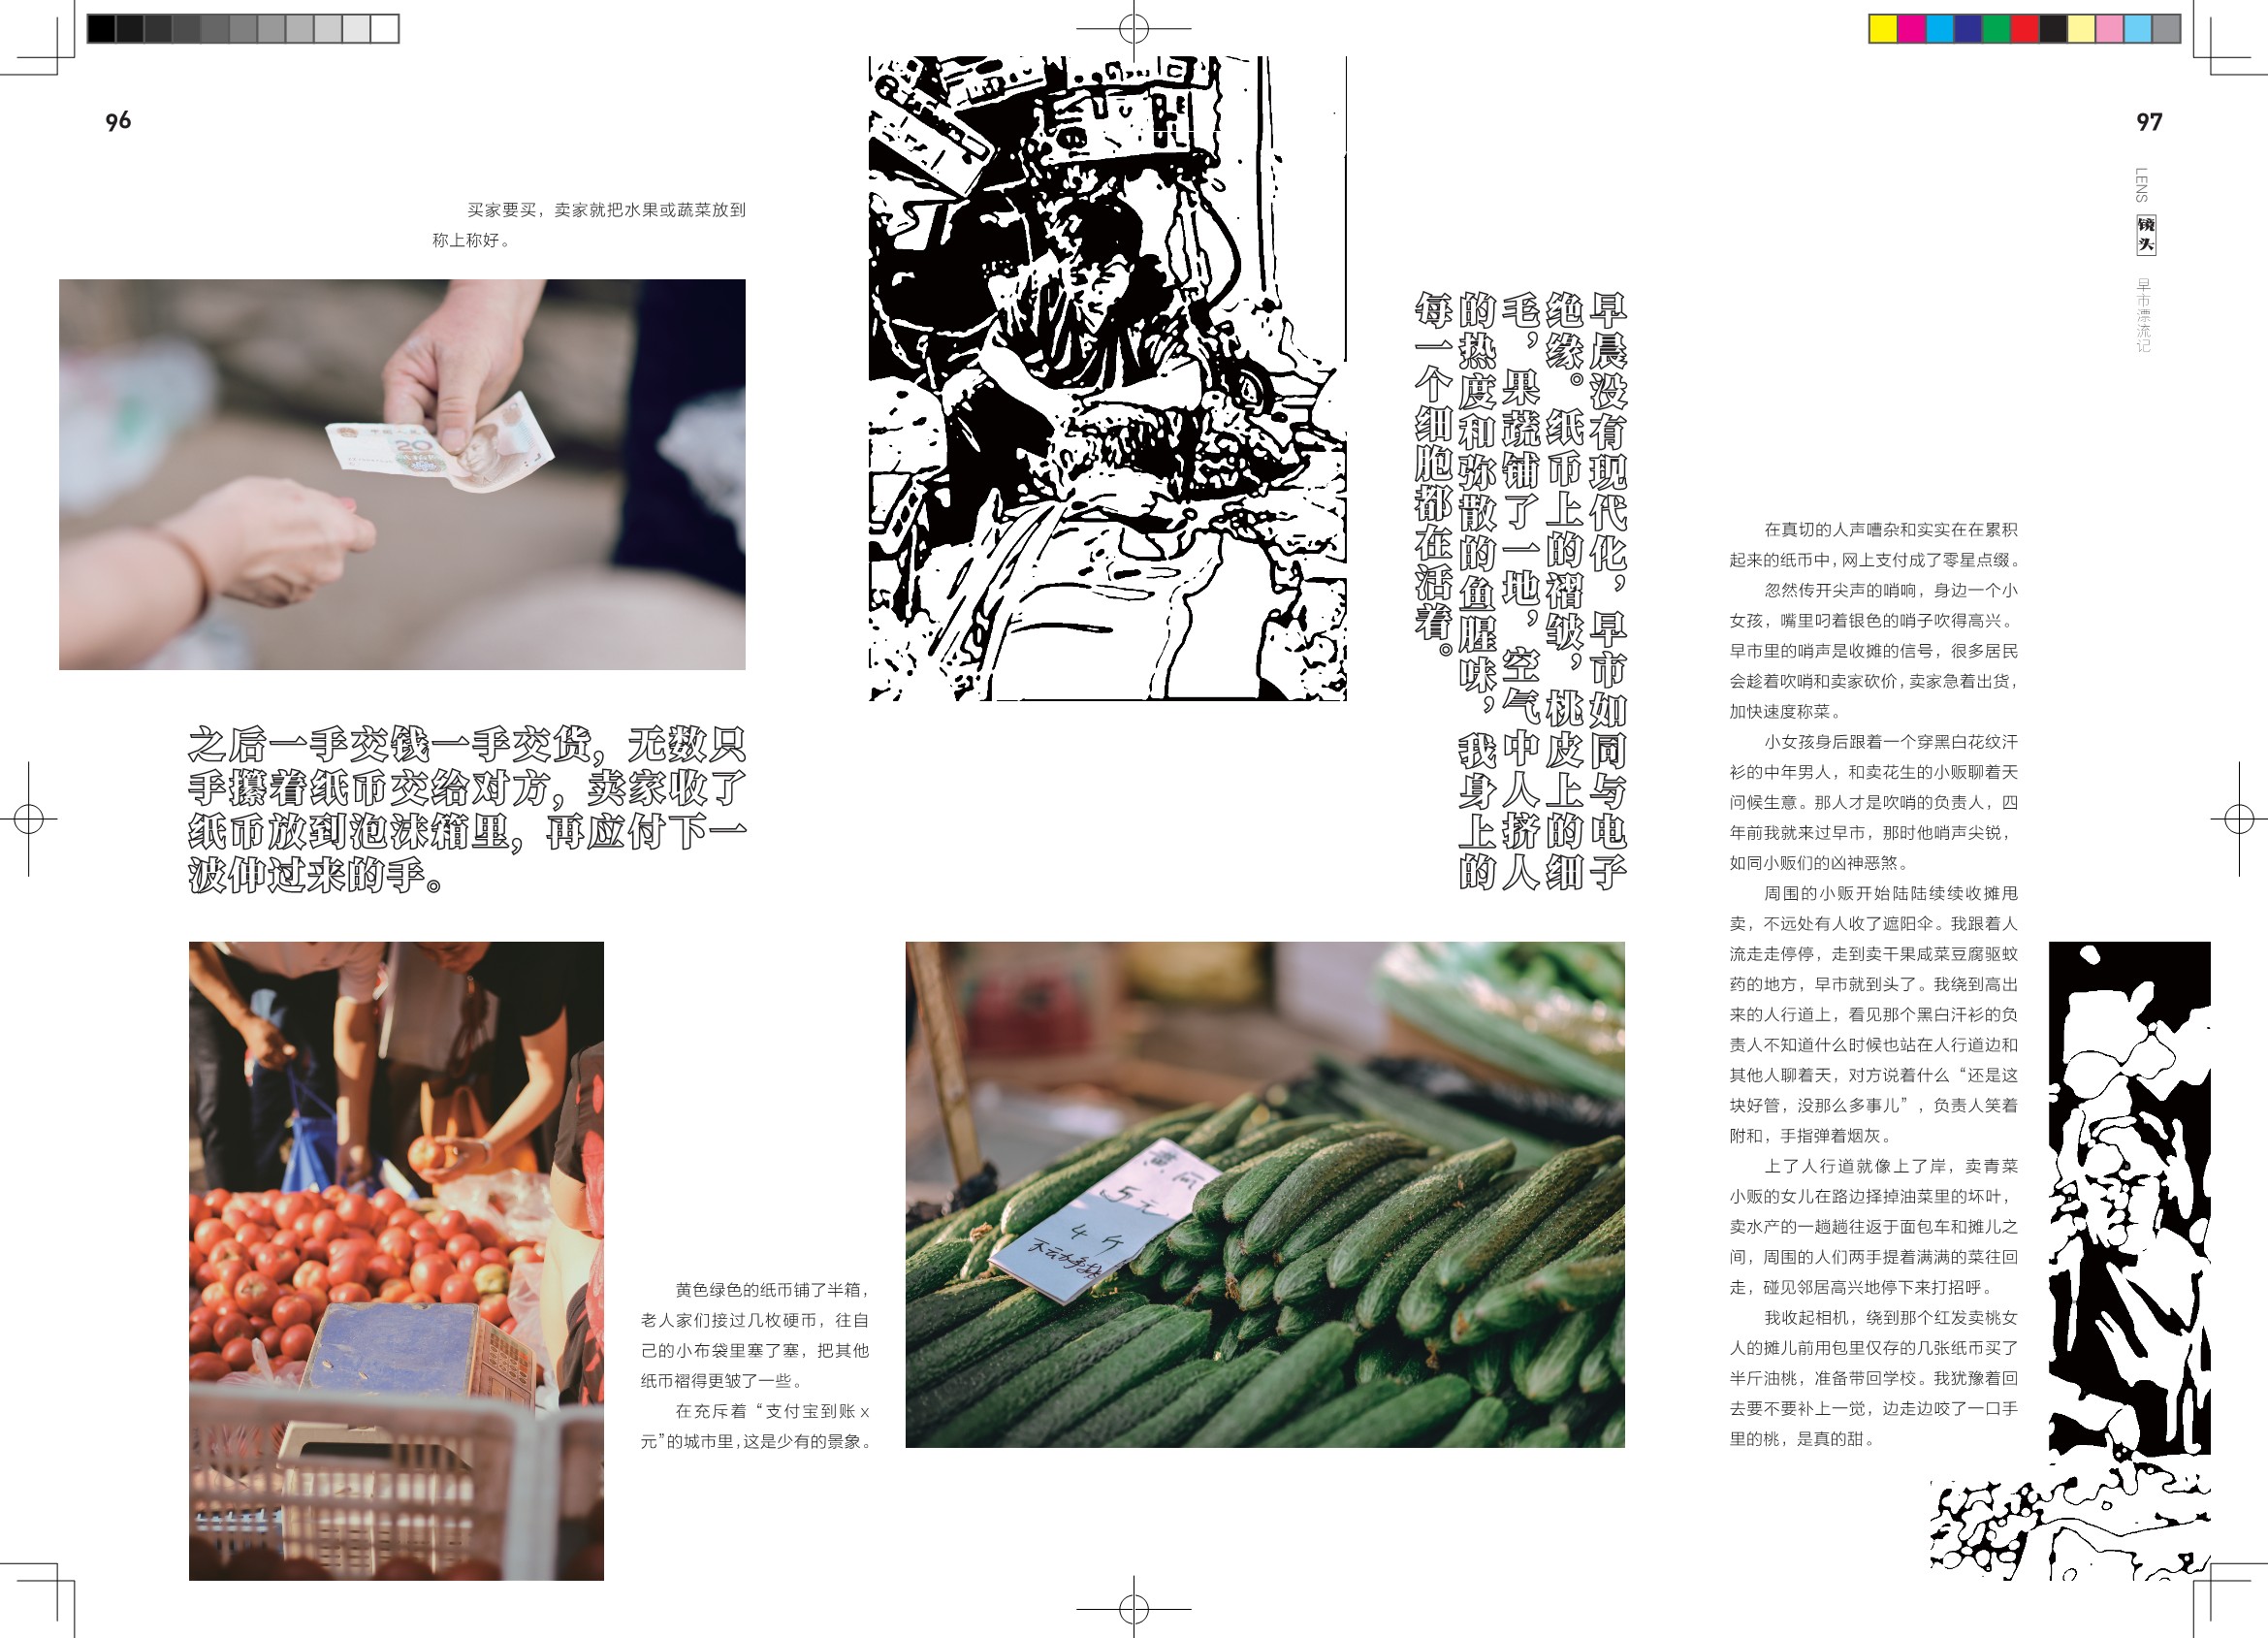 96
买家要买，卖家就把水果或蔬菜放到
称上称好。
20
之后一手交钱一手交货，无数只
手攥着纸币交给对方，卖家收了
纸币放到泡沫箱里，再应付下一
波伸过来的手。
黄色绿色的纸币铺了半箱，
老人家们接过几枚硬币，往自
己的小布袋里塞了塞，把其他
纸币褶得更皱了一些。
在充斥着“支付宝到账 x
元”的城市里，这是少有的景象。
黄瓜
5元
4斤
早晨没有现代化，早市如同与电子
绝缘。纸币上的褶皱，桃皮上的细
毛，果蔬铺了一地，空气中人挤人
的热度和弥散的鱼腥味，我身上的
每一个细胞都在活着。
97
LENS
镜头
早市漂流记
在真切的人声嘈杂和实实在在累积
起来的纸币中，网上支付成了零星点缀。
忽然传开尖声的哨响，身边一个小
女孩，嘴里叼着银色的哨子吹得高兴。
早市里的哨声是收摊的信号，很多居民
会趁着吹哨和卖家砍价，卖家急着出货，
加快速度称菜。
小女孩身后跟着一个穿黑白花纹汗
衫的中年男人，和卖花生的小贩聊着天
问候生意。那人才是吹哨的负责人，四
年前我就来过早市，那时他哨声尖锐，
如同小贩们的凶神恶煞。
周围的小贩开始陆陆续续收摊甩
卖，不远处有人收了遮阳伞。我跟着人
流走走停停，走到卖干果咸菜豆腐驱蚊
药的地方，早市就到头了。我绕到高出
来的人行道上，看见那个黑白汗衫的负
责人不知道什么时候也站在人行道边和
其他人聊着天，对方说着什么“还是这
块好管，没那么多事儿”，负责人笑着
附和，手指弹着烟灰。
上了人行道就像上了岸，卖青菜
小贩的女儿在路边择掉油菜里的坏叶，
卖水产的一趟趟往返于面包车和摊儿之
间，周围的人们两手提着满满的菜往回
走，碰见邻居高兴地停下来打招呼。
我收起相机，绕到那个红发卖桃女
人的摊儿前用包里仅存的几张纸币买了
半斤油桃，准备带回学校。我犹豫着回
去要不要补上一觉，边走边咬了一口手
里的桃，是真的甜。